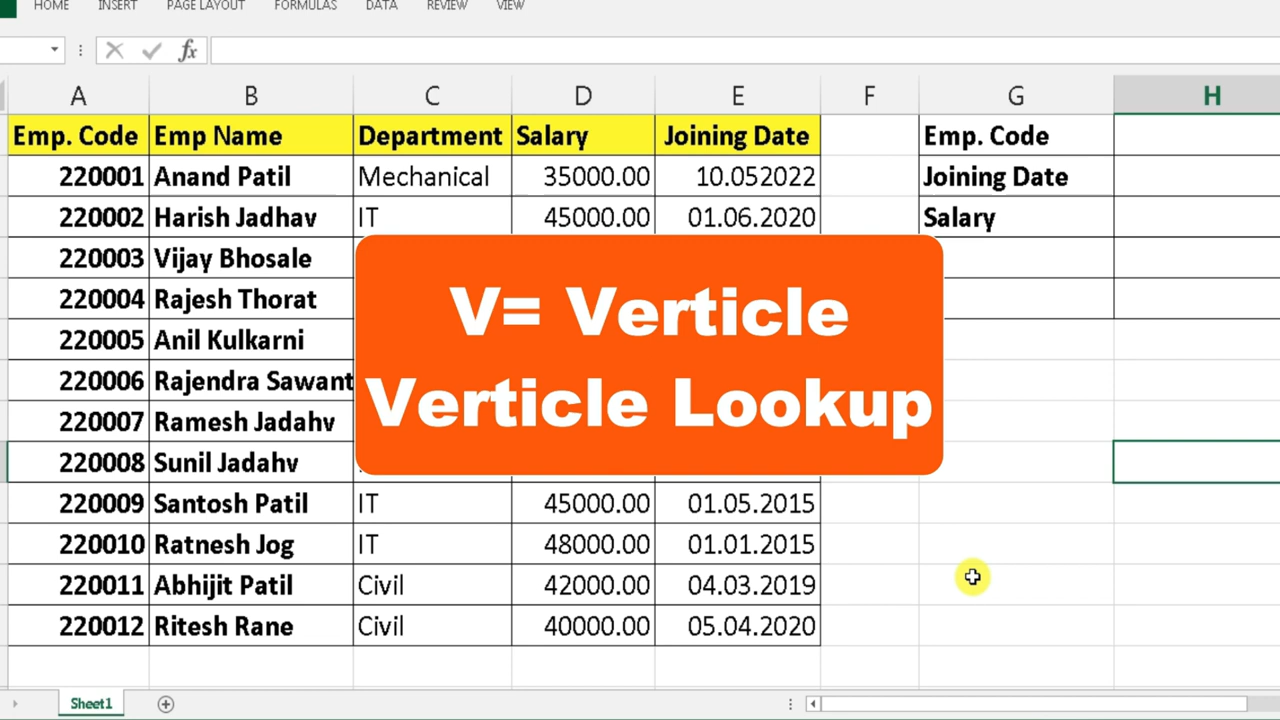 HOME INSERT PAGE LAYOUT FORMULAS DATA REVIEW VIEW
fx
A B C D E F G H
Emp. Code Emp Name Department Salary Joining Date Emp. Code
220001 Anand Patil Mechanical 35000.00 10.052022 Joining Date
220002 Harish Jadhav IT 45000.00 01.06.2020 Salary
220003 Vijay Bhosale
220004 Rajesh Thorat
220005 Anil Kulkarni
220006 Rajendra Sawant
220007 Ramesh Jadahv
220008 Sunil Jadahv
V= Verticle
Verticle Lookup
220009 Santosh Patil IT 45000.00 01.05.2015
220010 Ratnesh Jog IT 48000.00 01.01.2015
220011 Abhijit Patil Civil 42000.00 04.03.2019
220012 Ritesh Rane Civil 40000.00 05.04.2020
Sheet1